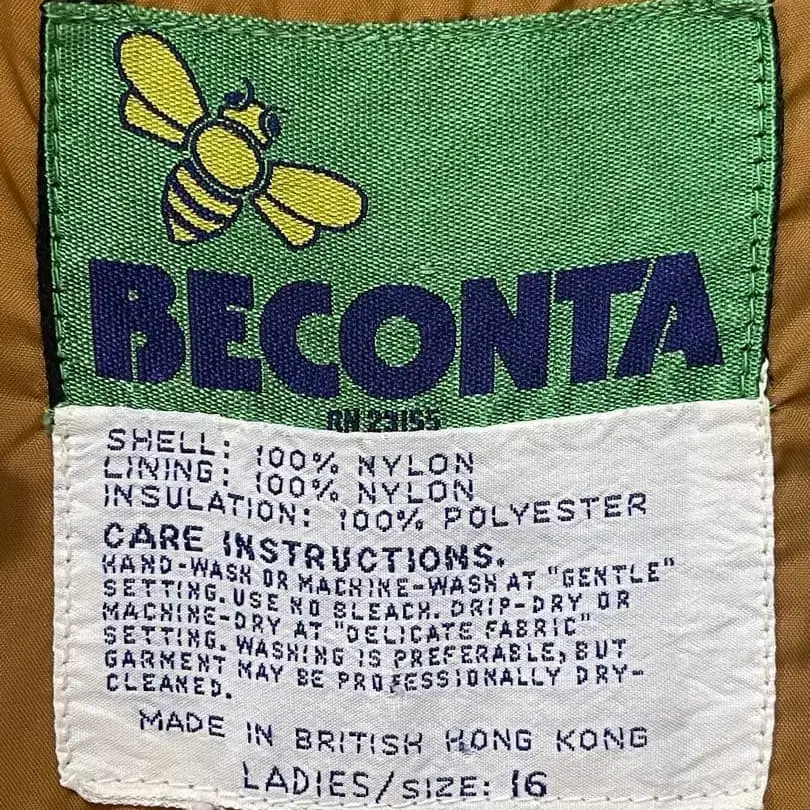 BECONTA
RN 23155
SHELL: 100% NYLON
LINING: 100% NYLON
INSULATION: 100% POLYESTER
CARE INSTRUCTIONS.
HAND-WASH OR MACHINE-WASH AT "GENTLE"
SETTING. USE NO BLEACH. DRIP-DRY OR
MACHINE-DRY AT "DELICATE FABRIC"
SETTING. WASHING IS PREFERABLE, BUT
GARMENT MAY BE PROFESSIONALLY DRY-
CLEANED.
MADE IN BRITISH HONG KONG
LADIES/SIZE: 16